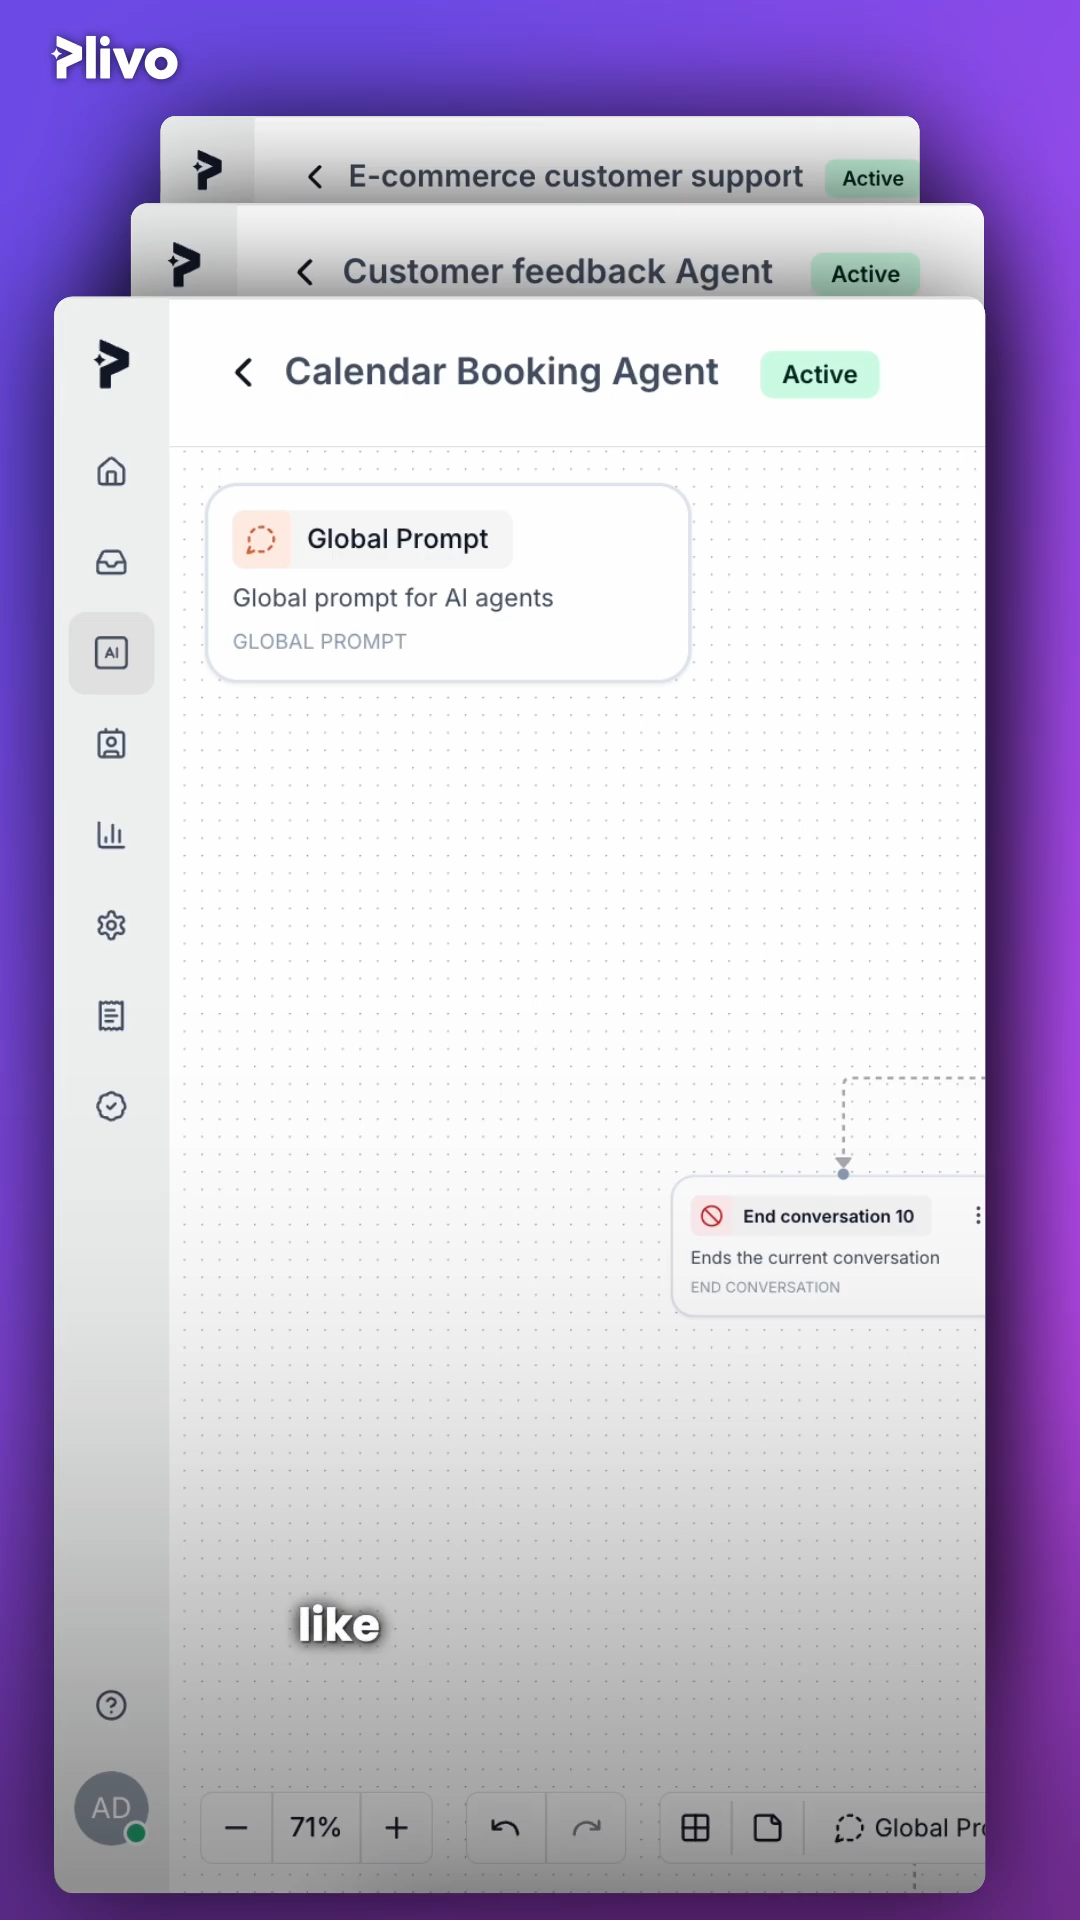 Plivo
E-commerce customer support
Active
Customer feedback Agent
Active
Calendar Booking Agent
Active
Global Prompt
Global prompt for AI agents
GLOBAL PROMPT
AI
End conversation 10
Ends the current conversation
END CONVERSATION
like
AD
71%
Global Pro